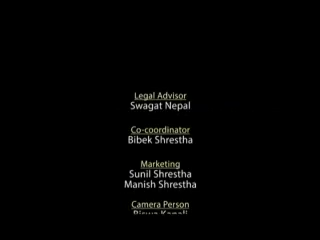 Legal Advisor
Swagat Nepal
Co-coordinator
Bibek Shrestha
Marketing
Sunil Shrestha
Manish Shrestha
Camera Person